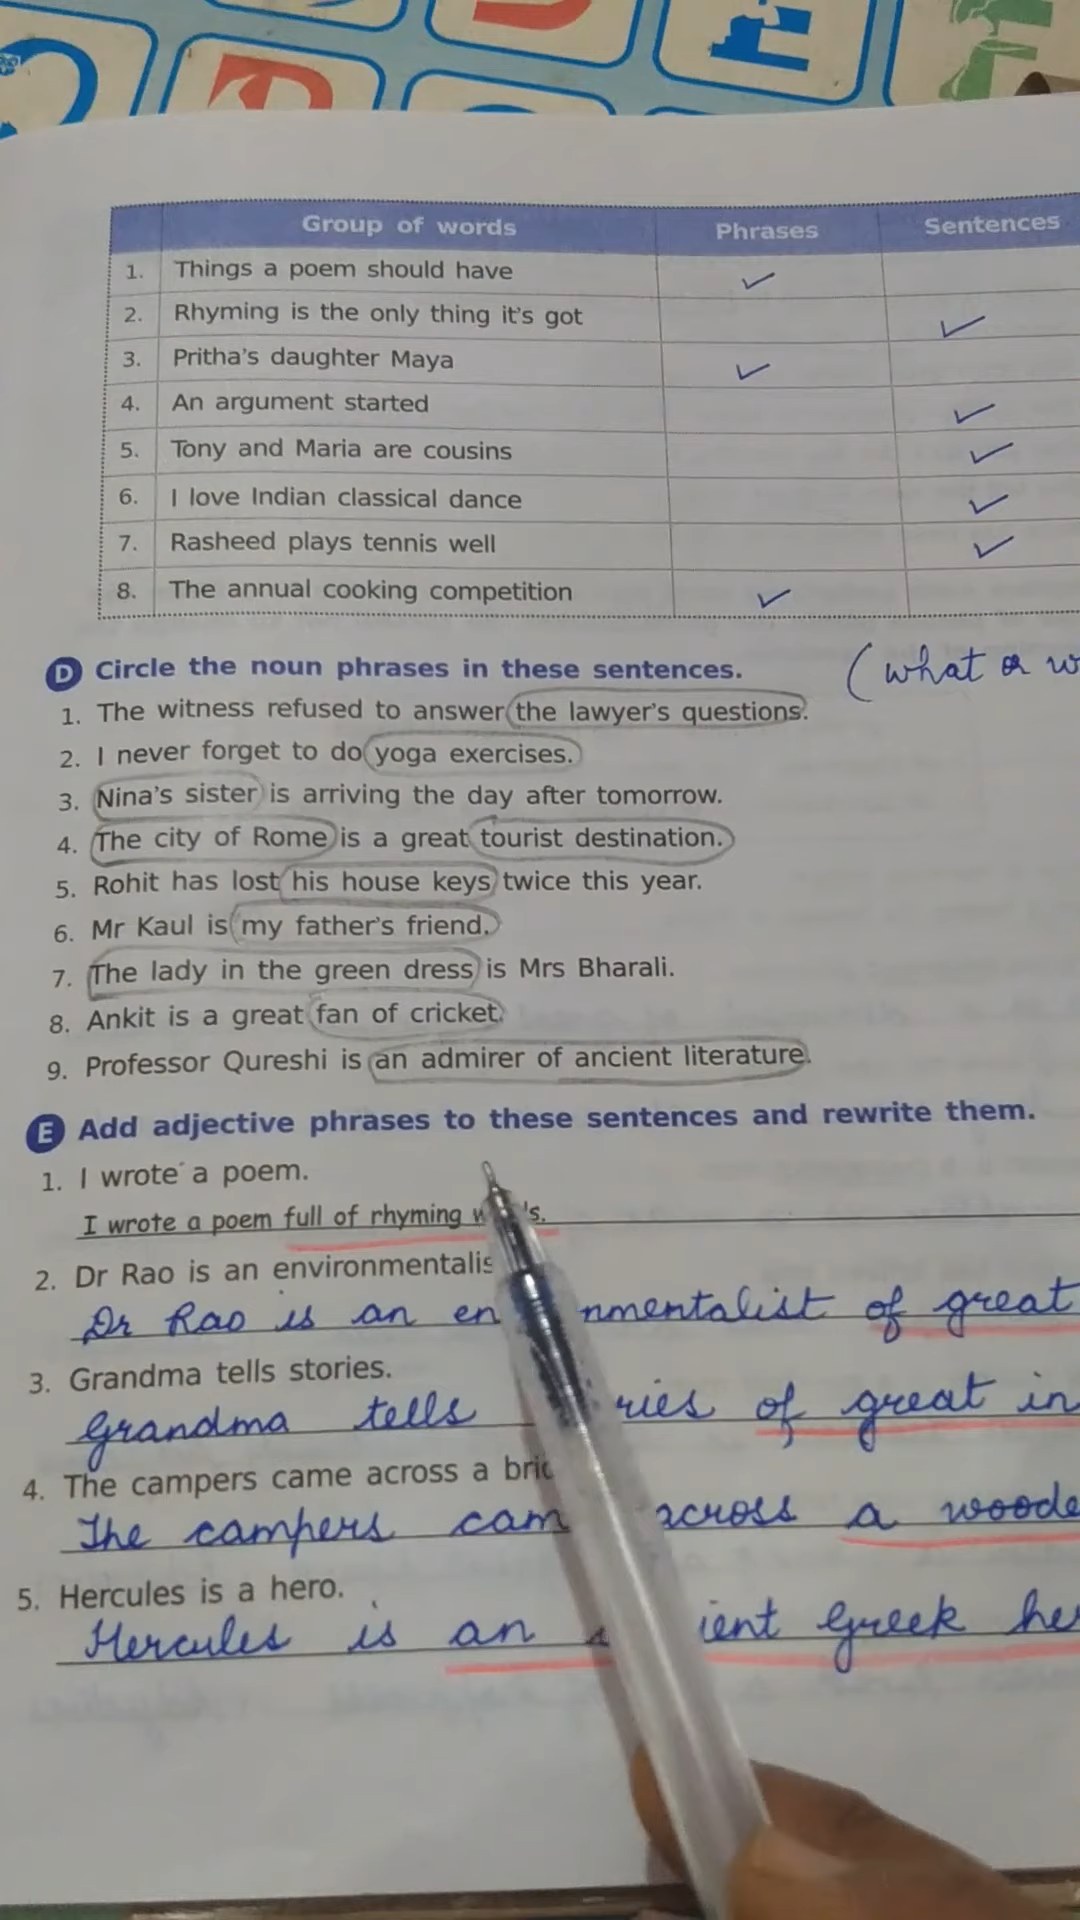 Group of words Phrases Sentences
1. Things a poem should have ✓
2. Rhyming is the only thing it's got ✓
3. Pritha's daughter Maya ✓
4. An argument started ✓
5. Tony and Maria are cousins ✓
6. I love Indian classical dance ✓
7. Rasheed plays tennis well ✓
8. The annual cooking competition ✓
D Circle the noun phrases in these sentences. (what or w
1. The witness refused to answer the lawyer's questions.
2. I never forget to do yoga exercises.
3. Nina's sister is arriving the day after tomorrow.
4. The city of Rome is a great tourist destination.
5. Rohit has lost his house keys twice this year.
6. Mr Kaul is my father's friend.
7. The lady in the green dress is Mrs Bharali.
8. Ankit is a great fan of cricket.
9. Professor Qureshi is an admirer of ancient literature.
E Add adjective phrases to these sentences and rewrite them.
1. I wrote a poem.
I wrote a poem full of rhyming
2. Dr Rao is an environmentalis
Dr Rao is an en nmentalist of great
3. Grandma tells stories.
Grandma tells ries of great in
4. The campers came across a bri
The campers cam across a woode
5. Hercules is a hero.
Hercules is an ient Greek he